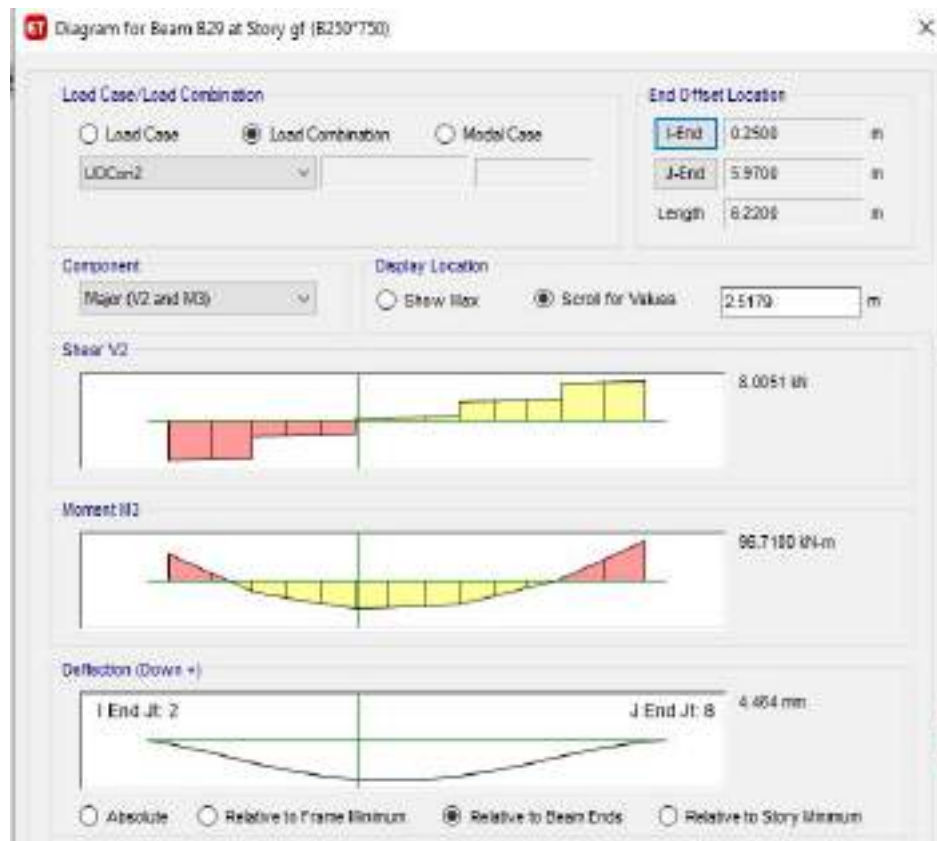 Diagram for Beam B29 at Story gf (B250*750)
Load Case/Load Combination
Load Case Load Combination Modal Case
UDCon2
End Offset Location
I-End 0.2500 m
J-End 5.9700 m
Length 6.2200 m
Component
Major (V2 and M3)
Display Location
Show Max Scroll for Values 2.5179 m
Shear V2
8.0051 kN
Moment M3
96.7180 kN-m
Deflection (Down +)
I End Jt: 2 J End Jt: 8
4.464 mm
Absolute Relative to Frame Minimum Relative to Beam Ends Relative to Story Minimum